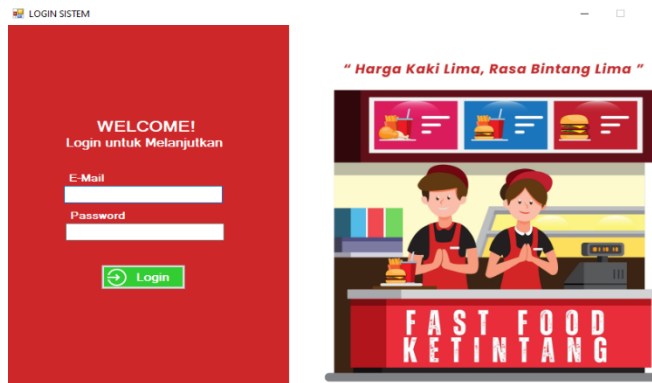 LOGIN SISTEM
WELCOME!
Login untuk Melanjutkan
E-Mail
Password
Login
“ Harga Kaki Lima, Rasa Bintang Lima ”
FAST FOOD
KETINTANG